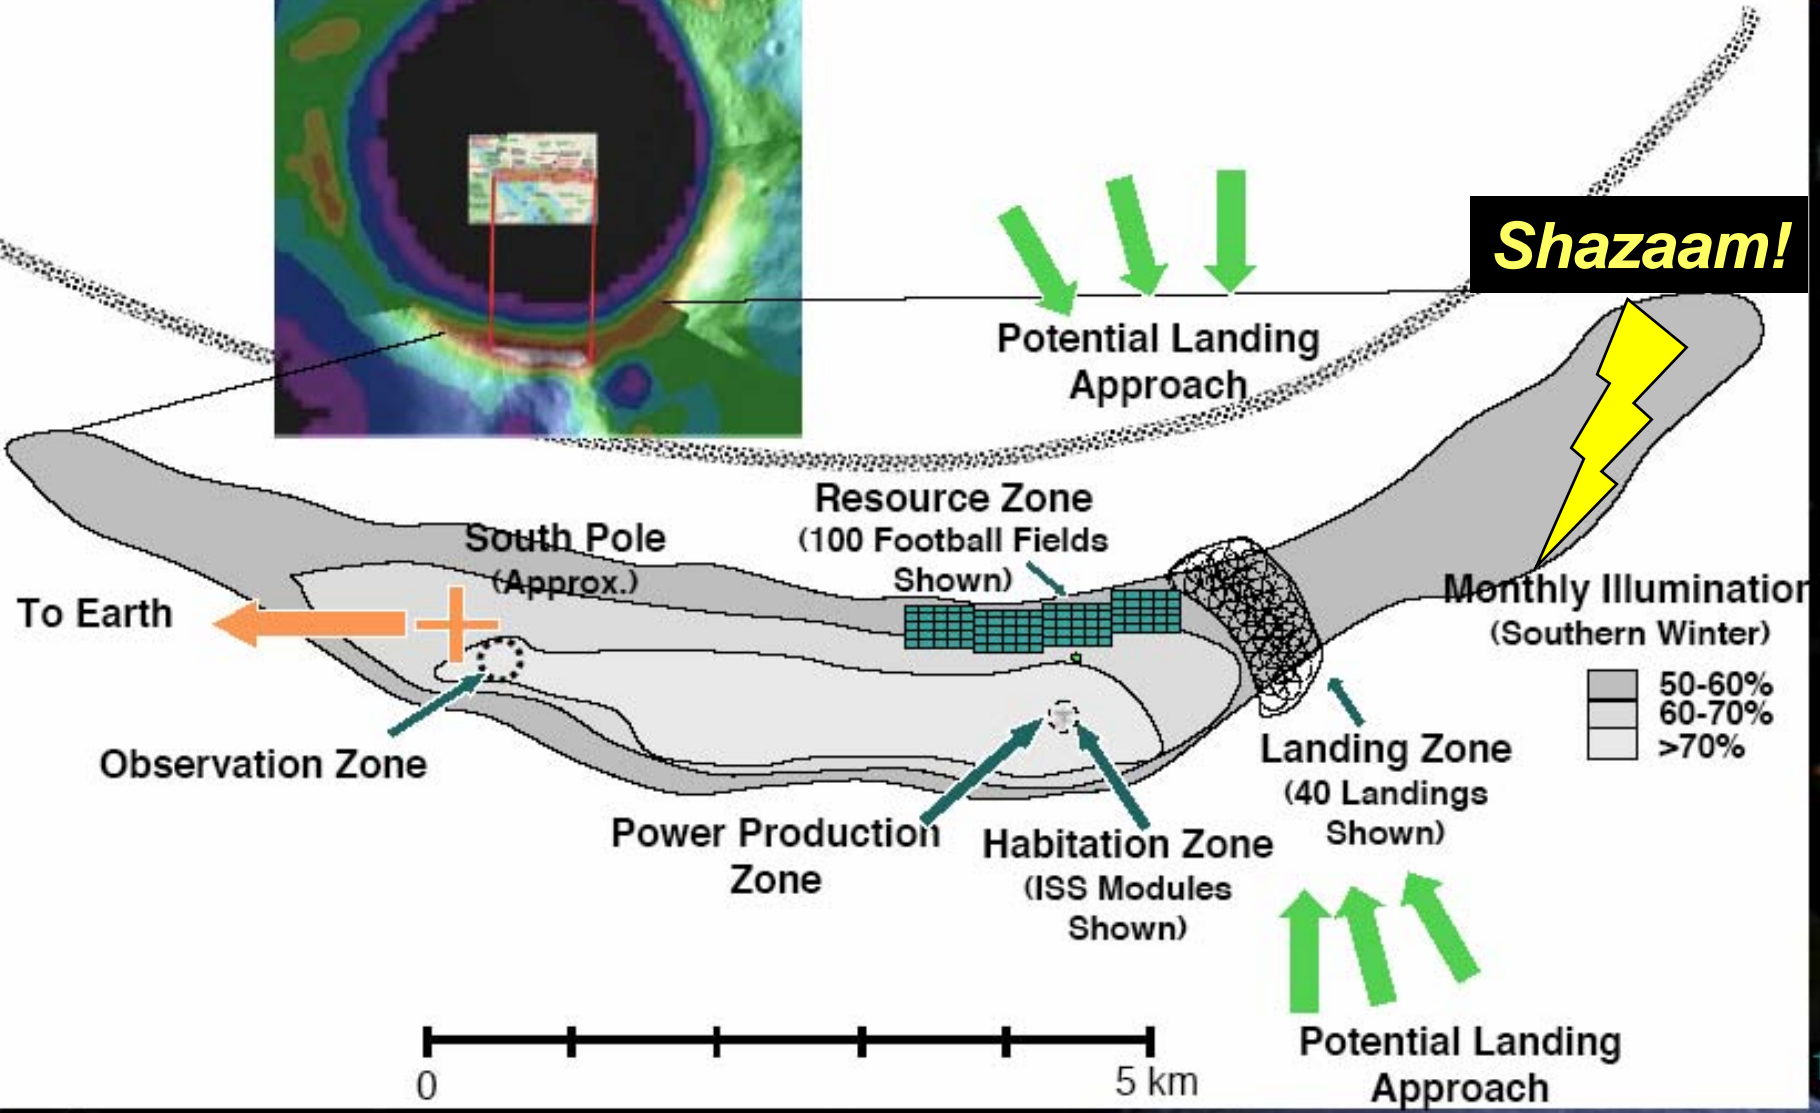 Shazaam!
Potential Landing
Approach
Resource Zone
(100 Football Fields
Shown)
South Pole
(Approx.)
To Earth
Monthly Illumination
(Southern Winter)
50-60%
60-70%
>70%
Observation Zone
Landing Zone
(40 Landings
Shown)
Power Production
Zone
Habitation Zone
(ISS Modules
Shown)
Potential Landing
Approach
0
5 km